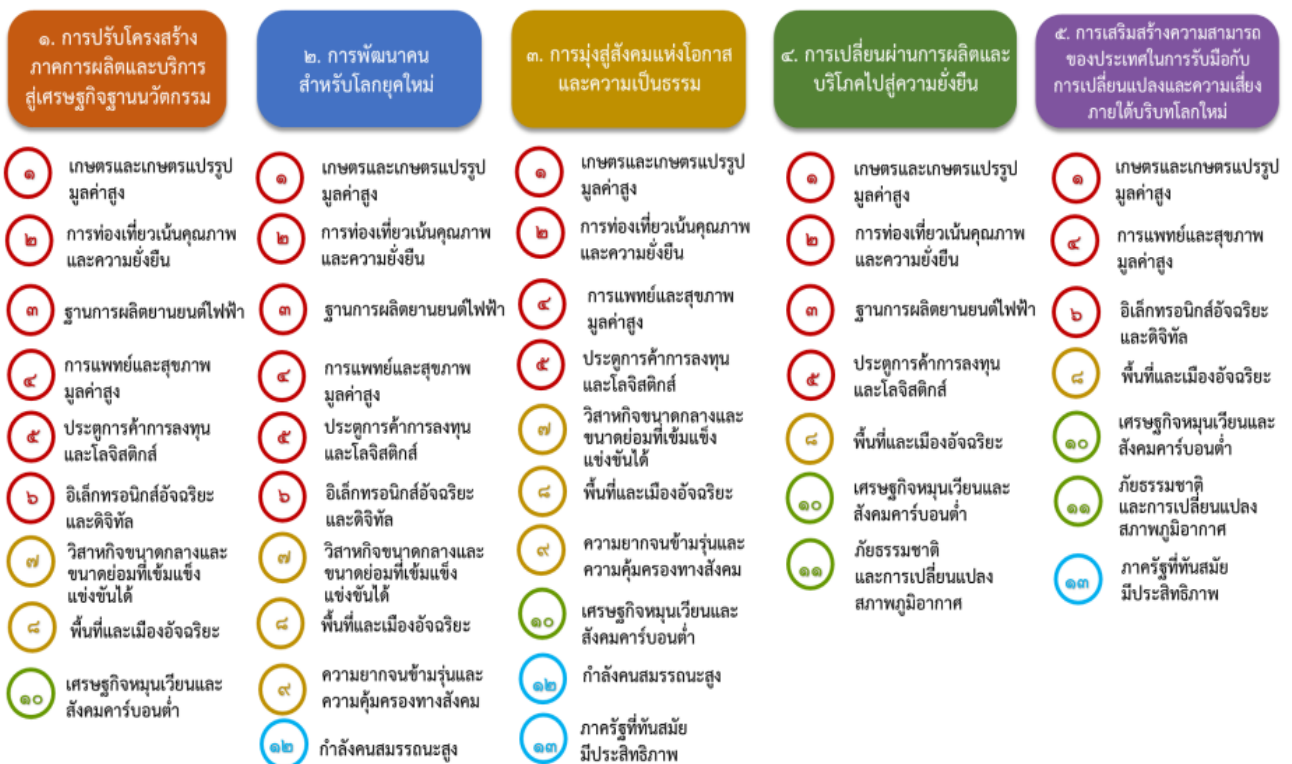 ๑. การปรับโครงสร้าง
ภาคการผลิตและบริการ
สู่เศรษฐกิจฐานนวัตกรรม
๑
เกษตรและเกษตรแปรรูป
มูลค่าสูง
๒
การท่องเที่ยวเน้นคุณภาพ
และความยั่งยืน
๓
ฐานการผลิตยานยนต์ไฟฟ้า
๔
การแพทย์และสุขภาพ
มูลค่าสูง
๕
ประตูการค้าการลงทุน
และโลจิสติกส์
๖
อิเล็กทรอนิกส์อัจฉริยะ
และดิจิทัล
๗
วิสาหกิจขนาดกลางและ
ขนาดย่อมที่เข้มแข็ง
แข่งขันได้
๘
พื้นที่และเมืองอัจฉริยะ
๑๐
เศรษฐกิจหมุนเวียนและ
สังคมคาร์บอนต่ำ
๒. การพัฒนาคน
สำหรับโลกยุคใหม่
๑
เกษตรและเกษตรแปรรูป
มูลค่าสูง
๒
การท่องเที่ยวเน้นคุณภาพ
และความยั่งยืน
๓
ฐานการผลิตยานยนต์ไฟฟ้า
๔
การแพทย์และสุขภาพ
มูลค่าสูง
๕
ประตูการค้าการลงทุน
และโลจิสติกส์
๖
อิเล็กทรอนิกส์อัจฉริยะ
และดิจิทัล
๗
วิสาหกิจขนาดกลางและ
ขนาดย่อมที่เข้มแข็ง
แข่งขันได้
๘
พื้นที่และเมืองอัจฉริยะ
๙
ความยากจนข้ามรุ่นและ
ความคุ้มครองทางสังคม
๑๒
กำลังคนสมรรถนะสูง
๓. การมุ่งสู่สังคมแห่งโอกาส
และความเป็นธรรม
๑
เกษตรและเกษตรแปรรูป
มูลค่าสูง
๒
การท่องเที่ยวเน้นคุณภาพ
และความยั่งยืน
๔
การแพทย์และสุขภาพ
มูลค่าสูง
๕
ประตูการค้าการลงทุน
และโลจิสติกส์
๗
วิสาหกิจขนาดกลางและ
ขนาดย่อมที่เข้มแข็ง
แข่งขันได้
๘
พื้นที่และเมืองอัจฉริยะ
๙
ความยากจนข้ามรุ่นและ
ความคุ้มครองทางสังคม
๑๐
เศรษฐกิจหมุนเวียนและ
สังคมคาร์บอนต่ำ
๑๒
กำลังคนสมรรถนะสูง
๑๓
ภาครัฐที่ทันสมัย
มีประสิทธิภาพ
๔. การเปลี่ยนผ่านการผลิตและ
บริโภคไปสู่ความยั่งยืน
๑
เกษตรและเกษตรแปรรูป
มูลค่าสูง
๒
การท่องเที่ยวเน้นคุณภาพ
และความยั่งยืน
๓
ฐานการผลิตยานยนต์ไฟฟ้า
๕
ประตูการค้าการลงทุน
และโลจิสติกส์
๘
พื้นที่และเมืองอัจฉริยะ
๑๐
เศรษฐกิจหมุนเวียนและ
สังคมคาร์บอนต่ำ
๑๑
ภัยธรรมชาติ
และการเปลี่ยนแปลง
สภาพภูมิอากาศ
๕. การเสริมสร้างความสามารถ
ของประเทศในการรับมือกับ
การเปลี่ยนแปลงและความเสี่ยง
ภายใต้บริบทโลกใหม่
๑
เกษตรและเกษตรแปรรูป
มูลค่าสูง
๔
การแพทย์และสุขภาพ
มูลค่าสูง
๖
อิเล็กทรอนิกส์อัจฉริยะ
และดิจิทัล
๘
พื้นที่และเมืองอัจฉริยะ
๑๐
เศรษฐกิจหมุนเวียนและ
สังคมคาร์บอนต่ำ
๑๑
ภัยธรรมชาติ
และการเปลี่ยนแปลง
สภาพภูมิอากาศ
๑๓
ภาครัฐที่ทันสมัย
มีประสิทธิภาพ